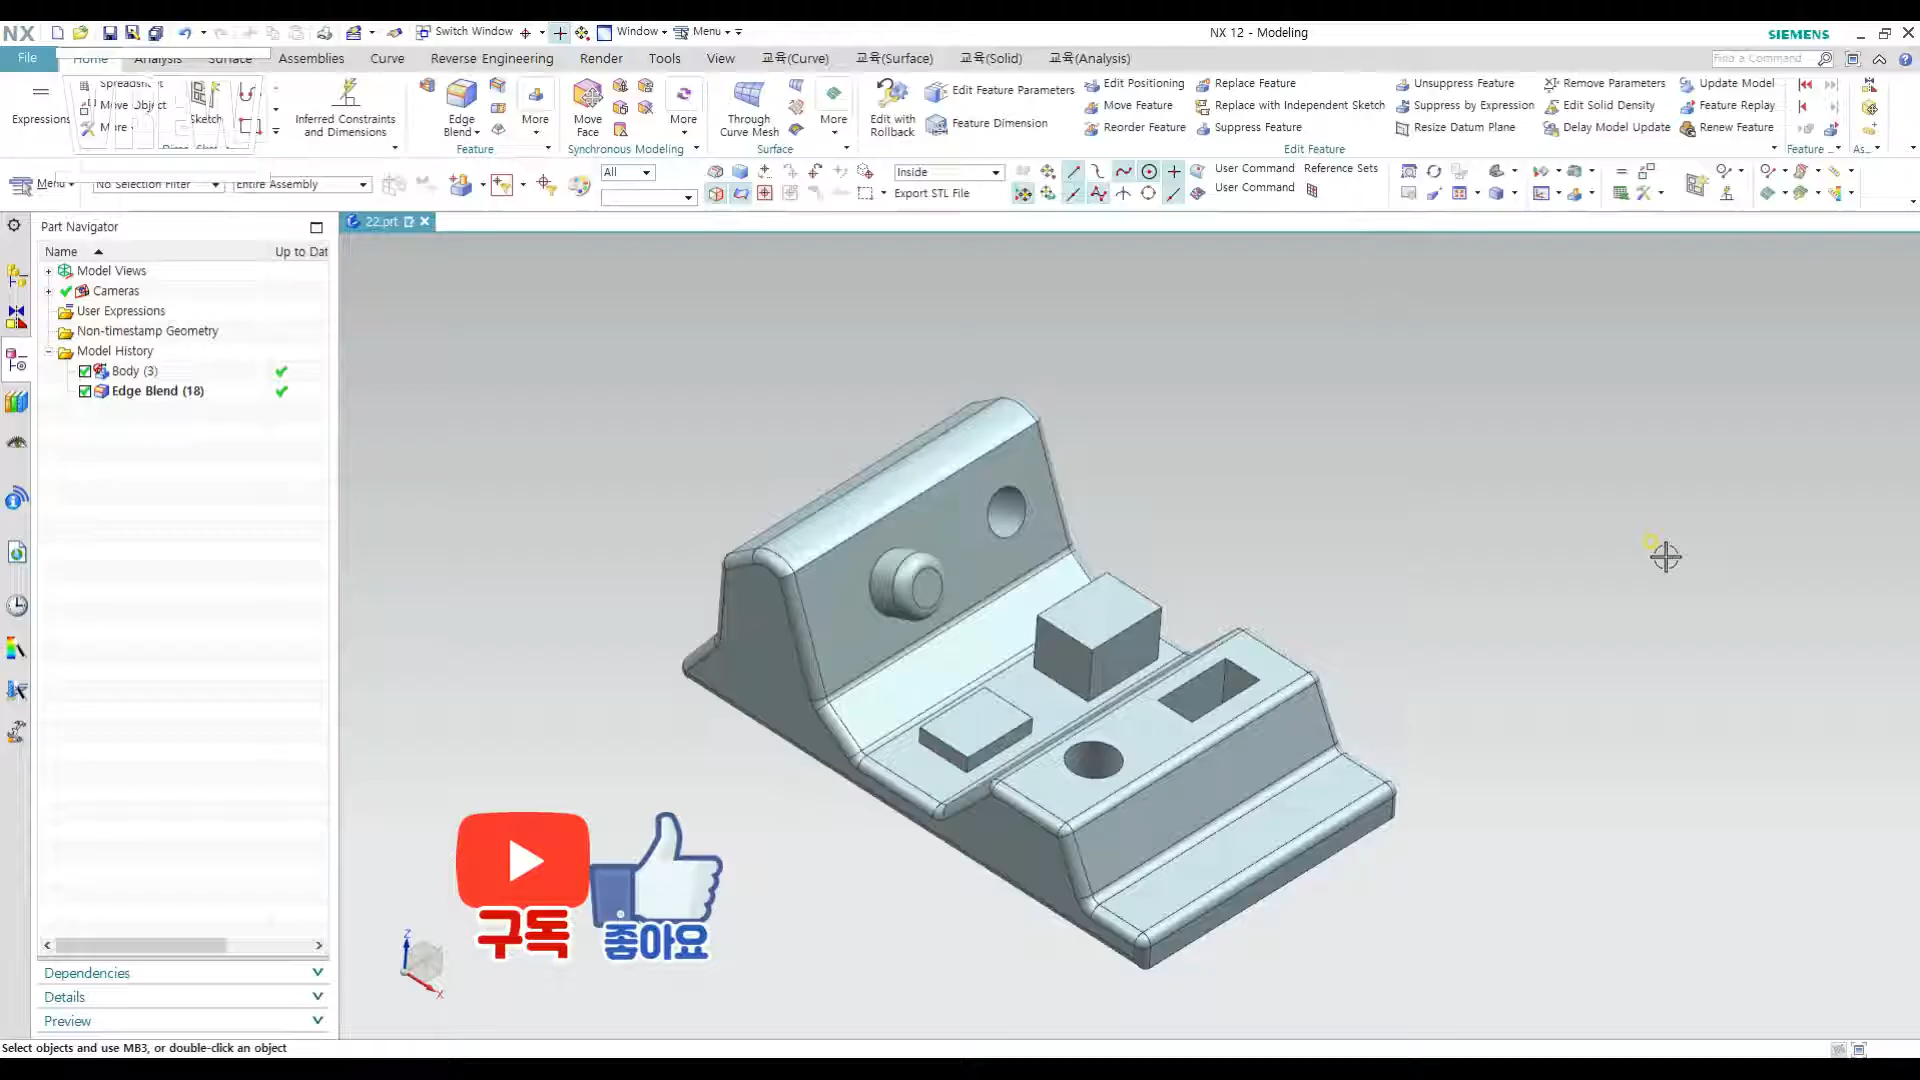 NX
Switch Window
Window
Menu
NX 12 - Modeling
SIEMENS
File
Home
Analysis
Surface
Assemblies
Curve
Reverse Engineering
Render
Tools
View
교육(Curve)
교육(Surface)
교육(Solid)
교육(Analysis)
Find a Command
Expressions
Spreadsheet
Move Object
More
Sketch
Inferred Constraints
and Dimensions
Edge
Blend
More
Feature
Move
Face
More
Synchronous Modeling
Through
Curve Mesh
More
Surface
Edit with
Rollback
Edit Feature Parameters
Feature Dimension
Edit Positioning
Move Feature
Reorder Feature
Replace Feature
Replace with Independent Sketch
Suppress Feature
Unsuppress Feature
Suppress by Expression
Resize Datum Plane
Remove Parameters
Edit Solid Density
Delay Model Update
Update Model
Feature Replay
Renew Feature
Edit Feature
Feature ...
As...
Menu
No Selection Filter
Entire Assembly
All
Inside
Export STL File
User Command
User Command
Reference Sets
Part Navigator
22.prt
Name
Up to Dat
Model Views
Cameras
User Expressions
Non-timestamp Geometry
Model History
Body (3)
Edge Blend (18)
구독
좋아요
Z
X
Dependencies
Details
Preview
Select objects and use MB3, or double-click an object